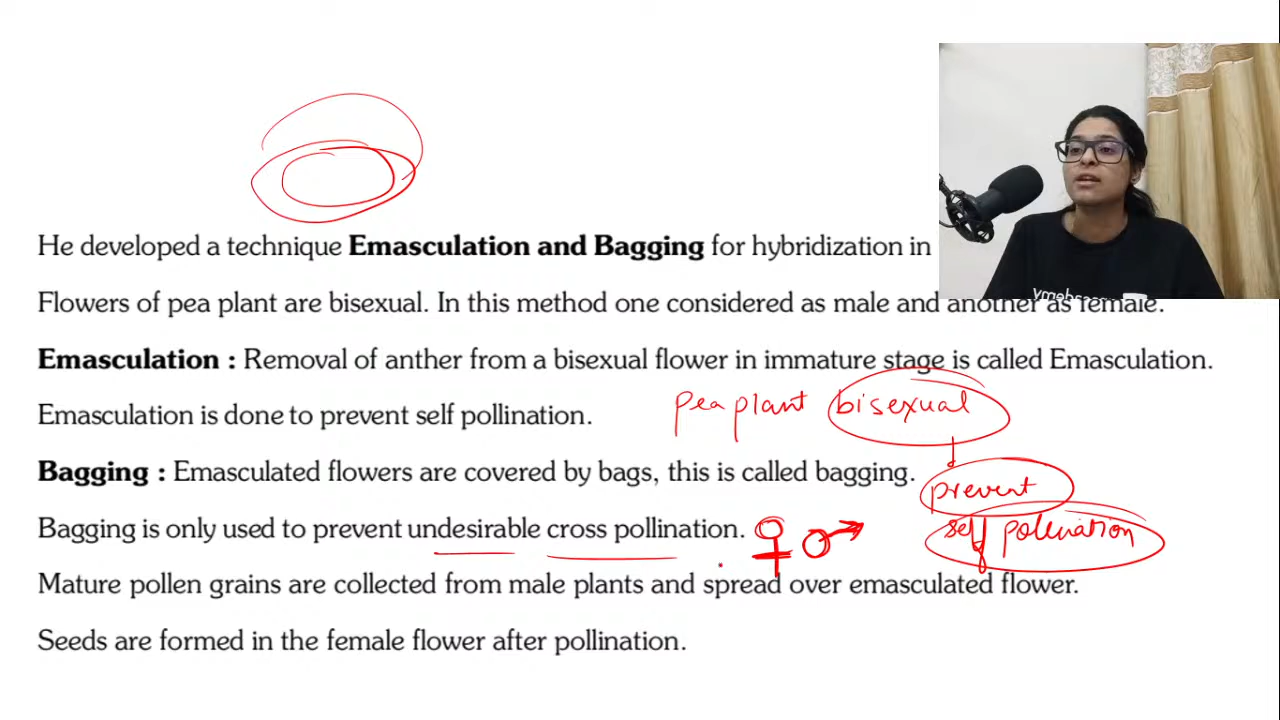 He developed a technique Emasculation and Bagging for hybridization in
Flowers of pea plant are bisexual. In this method one considered as male and another as female.
Emasculation : Removal of anther from a bisexual flower in immature stage is called Emasculation.
Emasculation is done to prevent self pollination.
pea plant bisexual
Bagging : Emasculated flowers are covered by bags, this is called bagging.
prevent
Bagging is only used to prevent undesirable cross pollination.
self pollination
Mature pollen grains are collected from male plants and spread over emasculated flower.
Seeds are formed in the female flower after pollination.